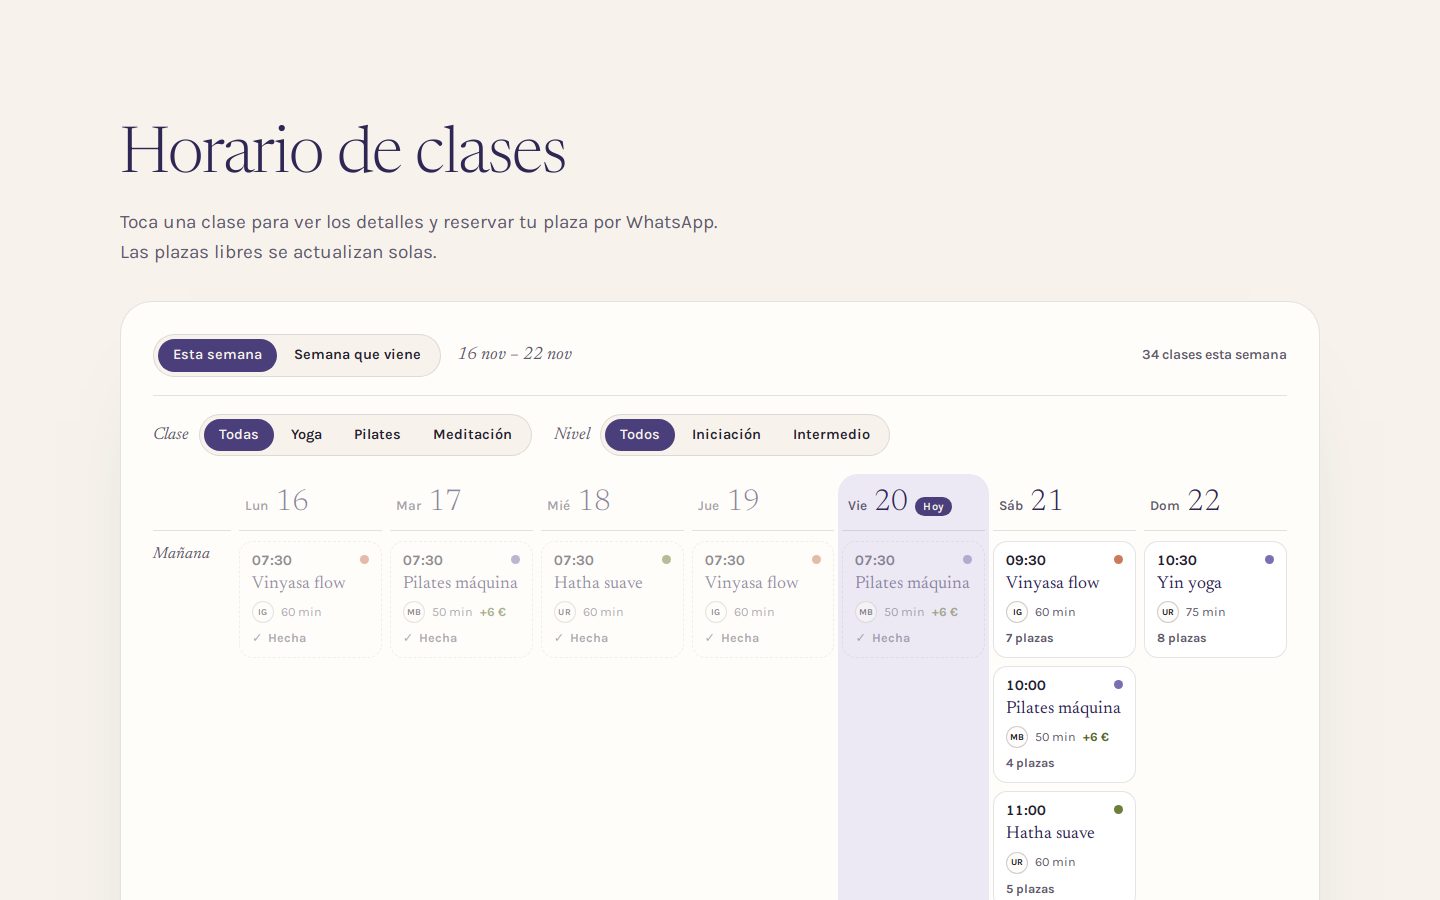 Horario de clases
Toca una clase para ver los detalles y reservar tu plaza por WhatsApp.
Las plazas libres se actualizan solas.
Esta semana Semana que viene 16 nov – 22 nov 34 clases esta semana
Clase Todas Yoga Pilates Meditación Nivel Todos Iniciación Intermedio
Lun 16 Mar 17 Mié 18 Jue 19 Vie 20 Hoy Sáb 21 Dom 22
Mañana
07:30
Vinyasa flow
IG 60 min
✓ Hecha
07:30
Pilates máquina
MB 50 min +6 €
✓ Hecha
07:30
Hatha suave
UR 60 min
✓ Hecha
07:30
Vinyasa flow
IG 60 min
✓ Hecha
07:30
Pilates máquina
MB 50 min +6 €
✓ Hecha
09:30
Vinyasa flow
IG 60 min
7 plazas
10:00
Pilates máquina
MB 50 min +6 €
4 plazas
11:00
Hatha suave
UR 60 min
5 plazas
10:30
Yin yoga
UR 75 min
8 plazas